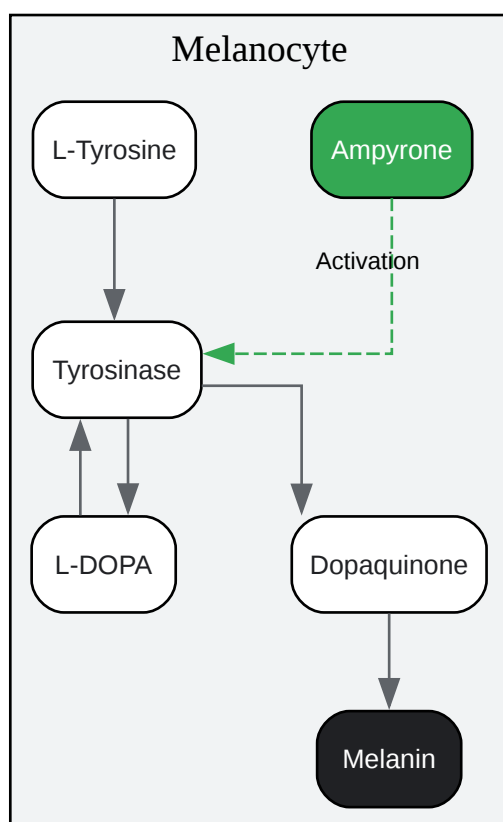 Melanocyte
L-Tyrosine
Ampyrone
Activation
Tyrosinase
L-DOPA
Dopaquinone
Melanin